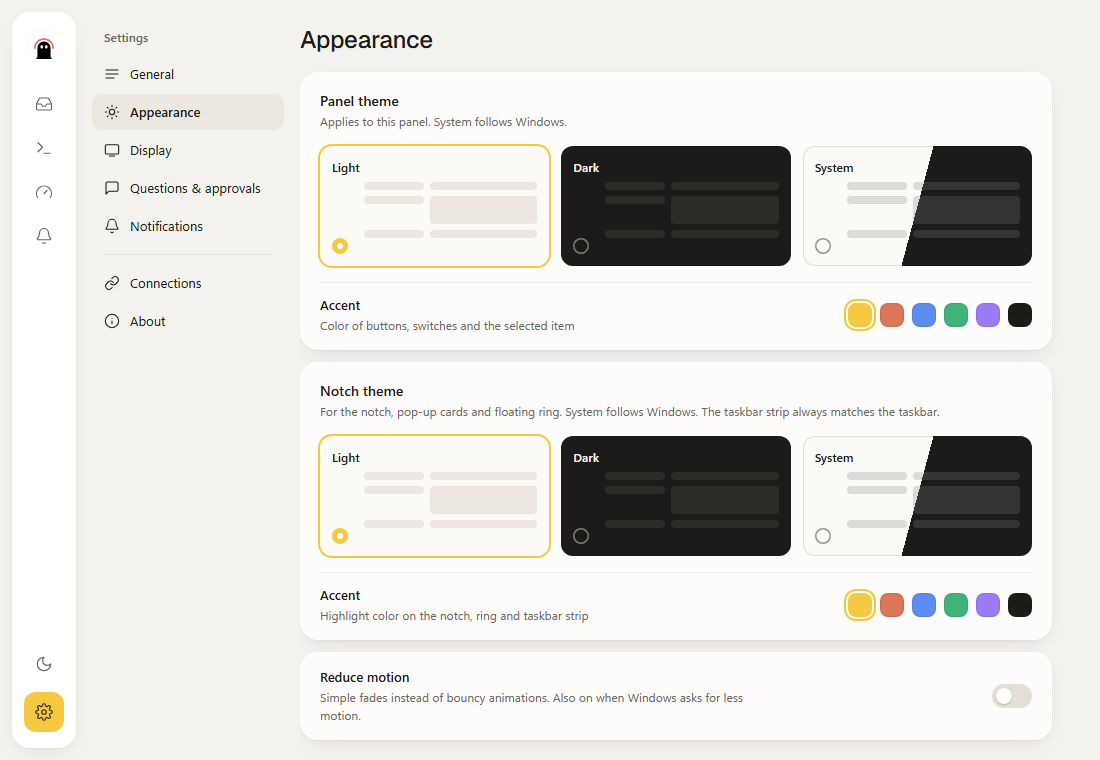 Settings
General
Appearance
Display
Questions & approvals
Notifications
Connections
About
Appearance
Panel theme
Applies to this panel. System follows Windows.
Light
Dark
System
Accent
Color of buttons, switches and the selected item
Notch theme
For the notch, pop-up cards and floating ring. System follows Windows. The taskbar strip always matches the taskbar.
Light
Dark
System
Accent
Highlight color on the notch, ring and taskbar strip
Reduce motion
Simple fades instead of bouncy animations. Also on when Windows asks for less
motion.